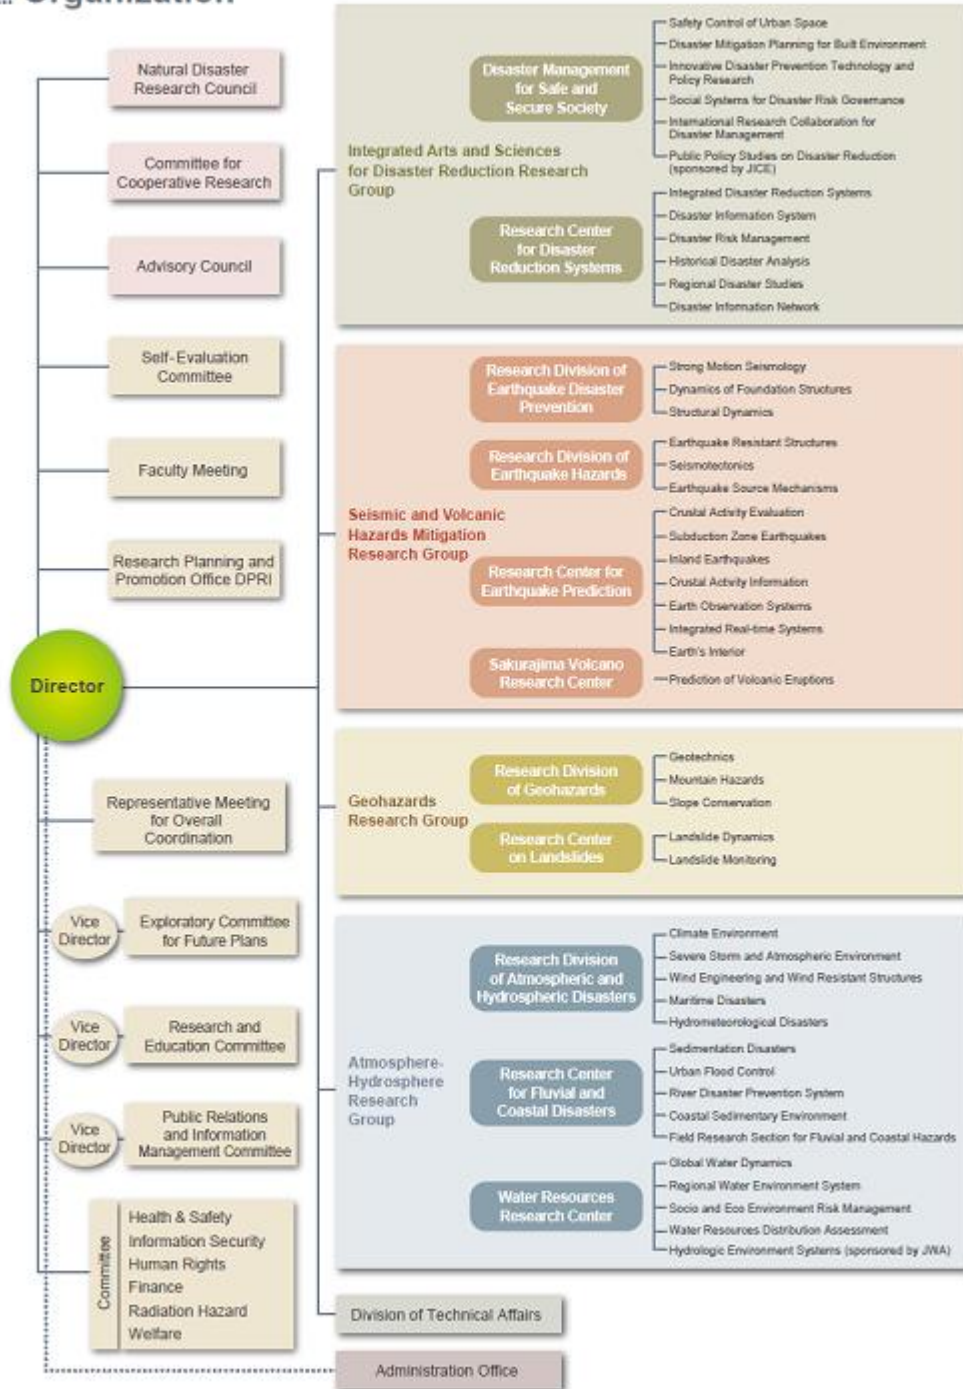 Organization
Natural Disaster
Research Council
Committee for
Cooperative Research
Advisory Council
Self-Evaluation
Committee
Faculty Meeting
Research Planning and
Promotion Office DPRI
Director
Representative Meeting
for Overall
Coordination
Vice
Director
Exploratory Committee
for Future Plans
Vice
Director
Research and
Education Committee
Vice
Director
Public Relations
and Information
Management Committee
Committee
Health & Safety
Information Security
Human Rights
Finance
Radiation Hazard
Welfare
Integrated Arts and Sciences
for Disaster Reduction Research
Group
Disaster Management
for Safe and
Secure Society
Safety Control of Urban Space
Disaster Mitigation Planning for Built Environment
Innovative Disaster Prevention Technology and
Policy Research
Social Systems for Disaster Risk Governance
International Research Collaboration for
Disaster Management
Public Policy Studies on Disaster Reduction
(sponsored by JICE)
Research Center
for Disaster
Reduction Systems
Integrated Disaster Reduction Systems
Disaster Information System
Disaster Risk Management
Historical Disaster Analysis
Regional Disaster Studies
Disaster Information Network
Seismic and Volcanic
Hazards Mitigation
Research Group
Research Division of
Earthquake Disaster
Prevention
Strong Motion Seismology
Dynamics of Foundation Structures
Structural Dynamics
Research Division of
Earthquake Hazards
Earthquake Resistant Structures
Seismotectonics
Earthquake Source Mechanisms
Research Center for
Earthquake Prediction
Crustal Activity Evaluation
Subduction Zone Earthquakes
Inland Earthquakes
Crustal Activity Information
Earth Observation Systems
Integrated Real-time Systems
Earth's Interior
Sakurajima Volcano
Research Center
Prediction of Volcanic Eruptions
Geohazards
Research Group
Research Division
of Geohazards
Geotechnics
Mountain Hazards
Slope Conservation
Research Center
on Landslides
Landslide Dynamics
Landslide Monitoring
Atmosphere-
Hydrosphere
Research
Group
Research Division
of Atmospheric and
Hydrospheric Disasters
Climate Environment
Severe Storm and Atmospheric Environment
Wind Engineering and Wind Resistant Structures
Maritime Disasters
Hydrometeorological Disasters
Research Center
for Fluvial and
Coastal Disasters
Sedimentation Disasters
Urban Flood Control
River Disaster Prevention System
Coastal Sedimentary Environment
Field Research Section for Fluvial and Coastal Hazards
Water Resources
Research Center
Global Water Dynamics
Regional Water Environment System
Socio and Eco Environment Risk Management
Water Resources Distribution Assessment
Hydrologic Environment Systems (sponsored by JWA)
Division of Technical Affairs
Administration Office